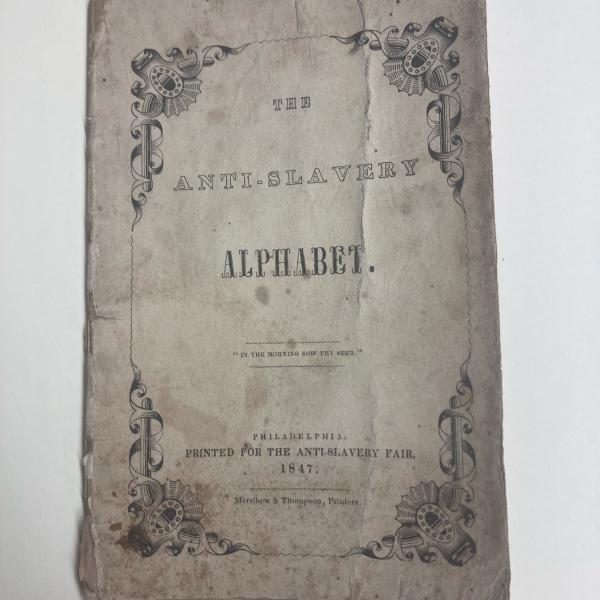 THE
ANTI-SLAVERY
ALPHABET.
"IN THE MORNING SOW THY SEED."
PHILADELPHIA.
PRINTED FOR THE ANTI-SLAVERY FAIR,
1847.
Merrihew & Thompson, Printers.